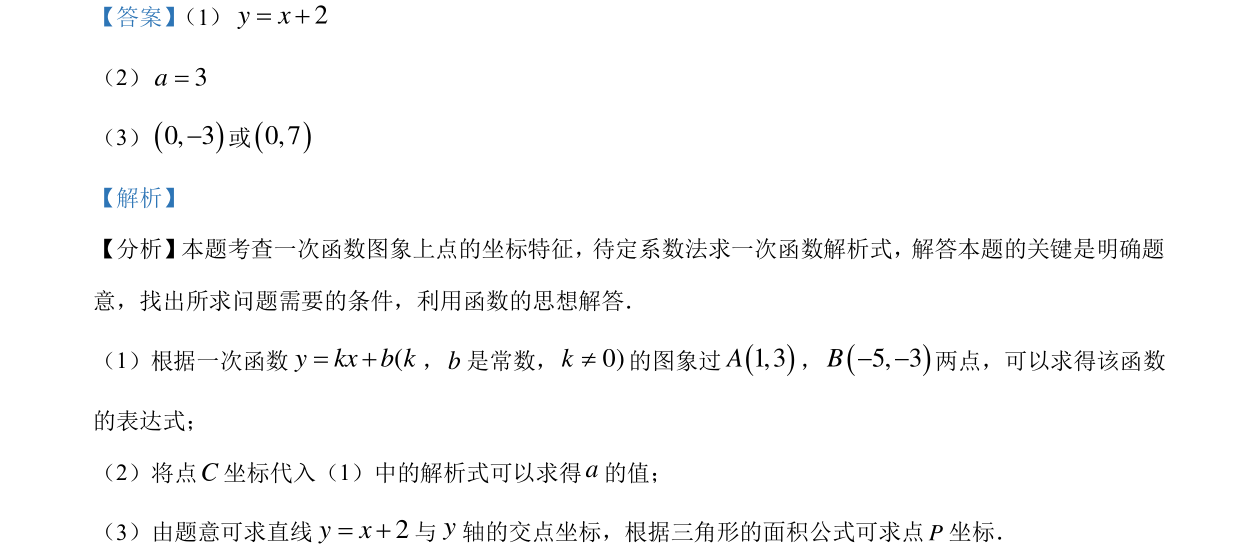 【答案】（1） y = x + 2
（2） a = 3
（3） (0,−3) 或 (0,7)
【解析】
【分析】本题考查一次函数图象上点的坐标特征，待定系数法求一次函数解析式，解答本题的关键是明确题
意，找出所求问题需要的条件，利用函数的思想解答．
（1）根据一次函数 y = kx + b(k ，b 是常数，k ≠ 0) 的图象过 A(1,3)，B(−5,−3) 两点，可以求得该函数
的表达式；
（2）将点 C 坐标代入（1）中的解析式可以求得 a 的值；
（3）由题意可求直线 y = x + 2 与 y 轴的交点坐标，根据三角形的面积公式可求点 P 坐标．